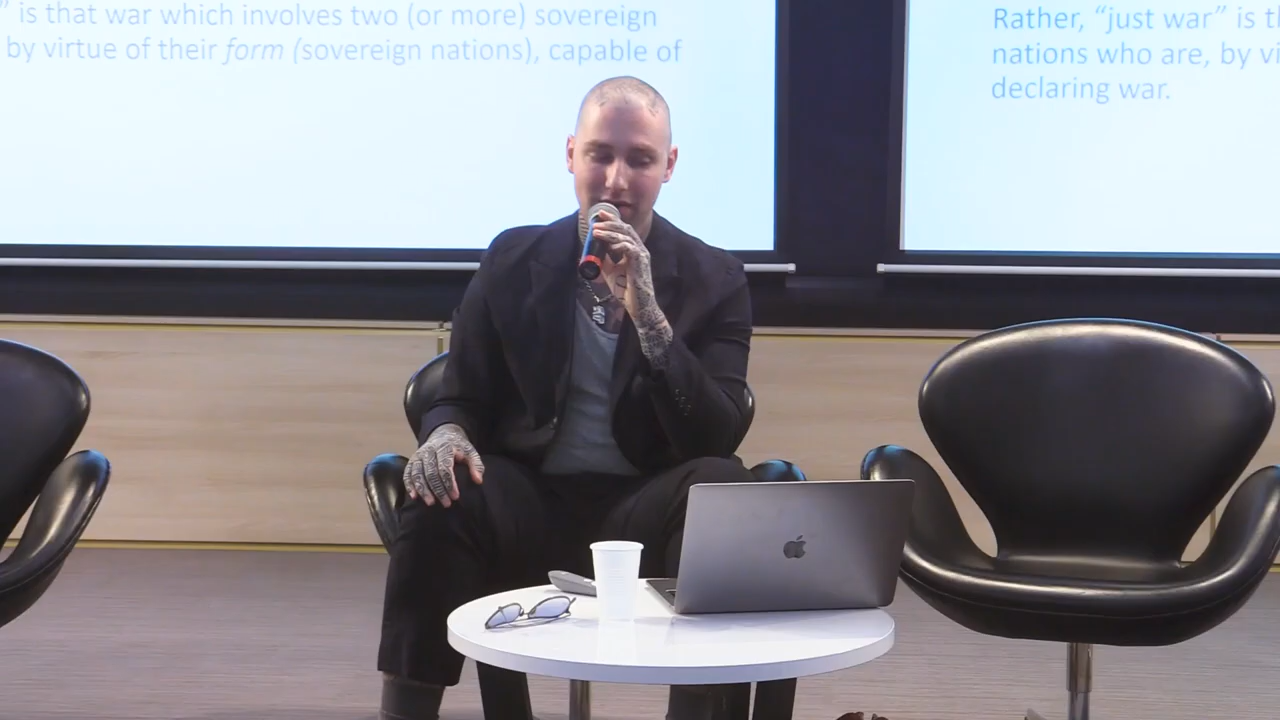 ” is that war which involves two (or more) sovereign
by virtue of their form (sovereign nations), capable of
Rather, “just war” is
nations who are, by
declaring war.